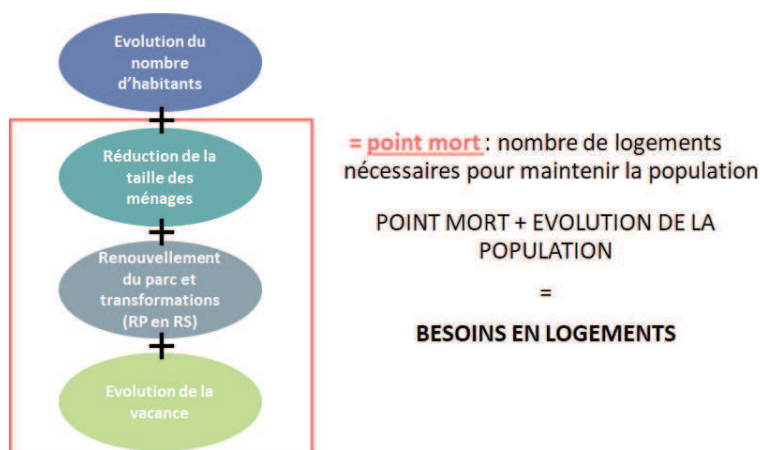 Evolution du
nombre
d'habitants
+
Réduction de la
taille des
ménages
+
Renouvellement
du parc et
transformations
(RP en RS)
+
Evolution de la
vacance
= point mort : nombre de logements
nécessaires pour maintenir la population
POINT MORT + EVOLUTION DE LA
POPULATION
=
BESOINS EN LOGEMENTS